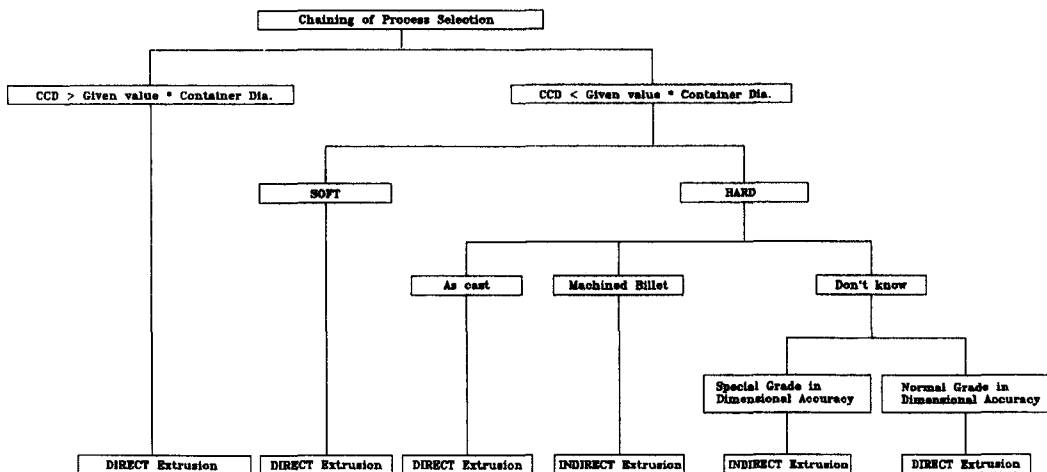 Chaining of Process Selection
CCD > Given value * Container Dia.
CCD < Given value * Container Dia.
SOFT
HARD
As cast
Machined Billet
Don't know
Special Grade in
Dimensional Accuracy
Normal Grade in
Dimensional Accuracy
DIRECT Extrusion
DIRECT Extrusion
DIRECT Extrusion
INDIRECT Extrusion
INDIRECT Extrusion
DIRECT Extrusion